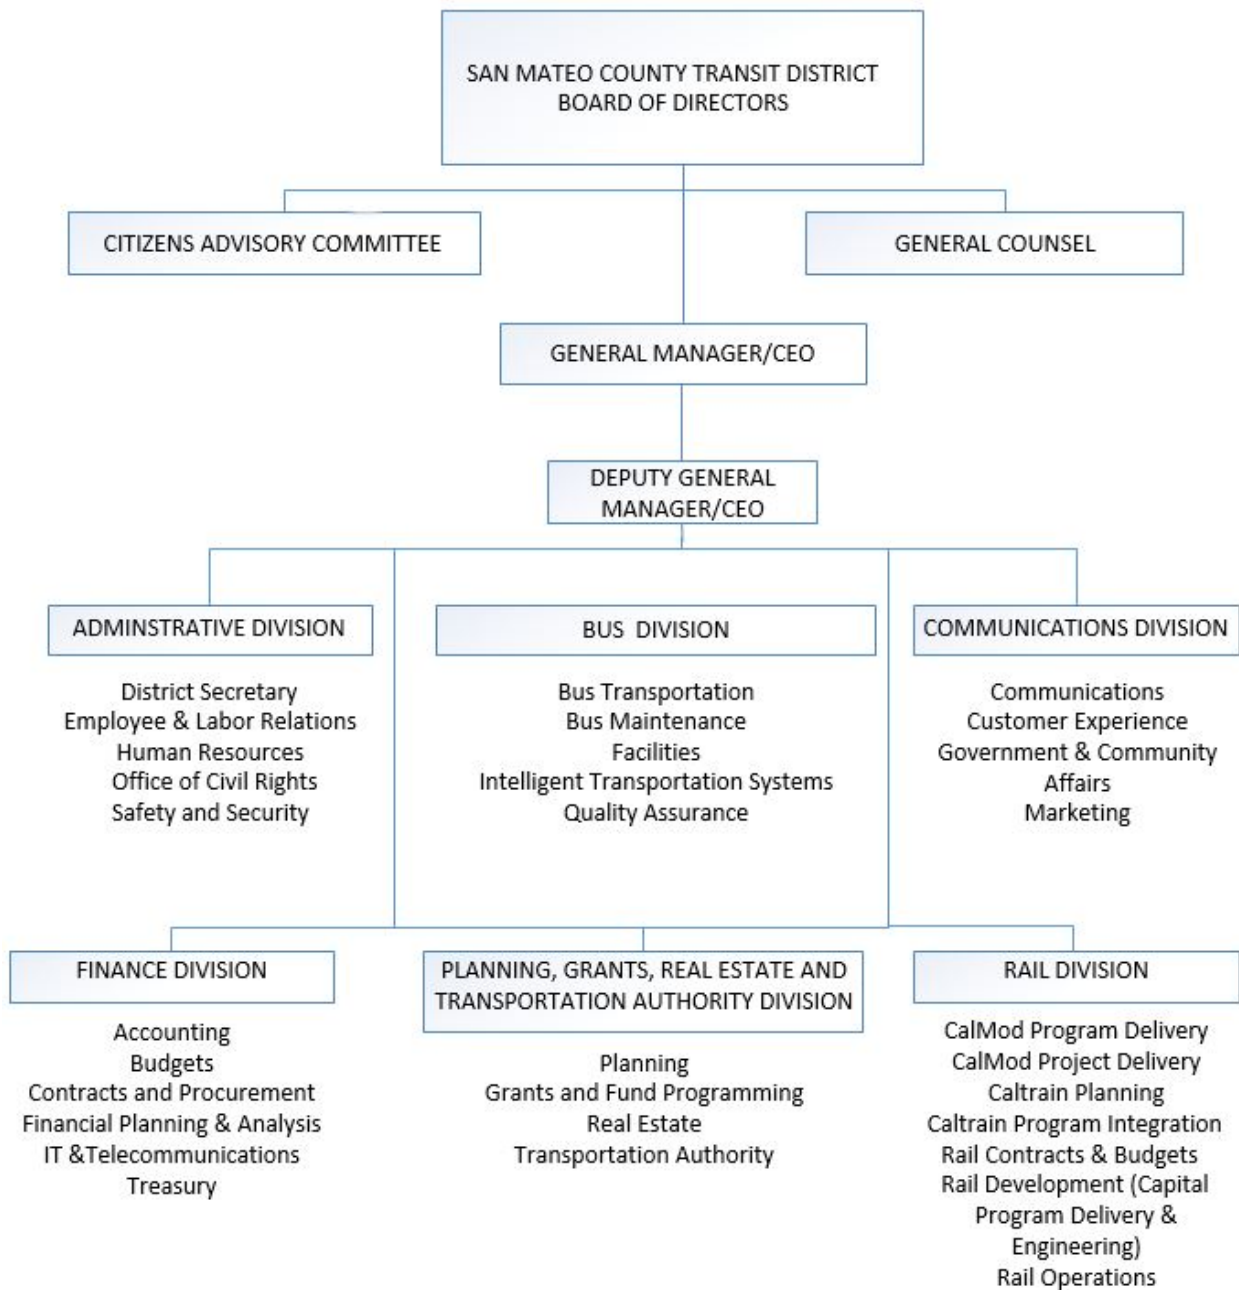 SAN MATEO COUNTY TRANSIT DISTRICT
BOARD OF DIRECTORS
CITIZENS ADVISORY COMMITTEE
GENERAL COUNSEL
GENERAL MANAGER/CEO
DEPUTY GENERAL
MANAGER/CEO
ADMINSTRATIVE DIVISION
District Secretary
Employee & Labor Relations
Human Resources
Office of Civil Rights
Safety and Security
BUS DIVISION
Bus Transportation
Bus Maintenance
Facilities
Intelligent Transportation Systems
Quality Assurance
COMMUNICATIONS DIVISION
Communications
Customer Experience
Government & Community
Affairs
Marketing
FINANCE DIVISION
Accounting
Budgets
Contracts and Procurement
Financial Planning & Analysis
IT &Telecommunications
Treasury
PLANNING, GRANTS, REAL ESTATE AND
TRANSPORTATION AUTHORITY DIVISION
Planning
Grants and Fund Programming
Real Estate
Transportation Authority
RAIL DIVISION
CalMod Program Delivery
CalMod Project Delivery
Caltrain Planning
Caltrain Program Integration
Rail Contracts & Budgets
Rail Development (Capital
Program Delivery &
Engineering)
Rail Operations